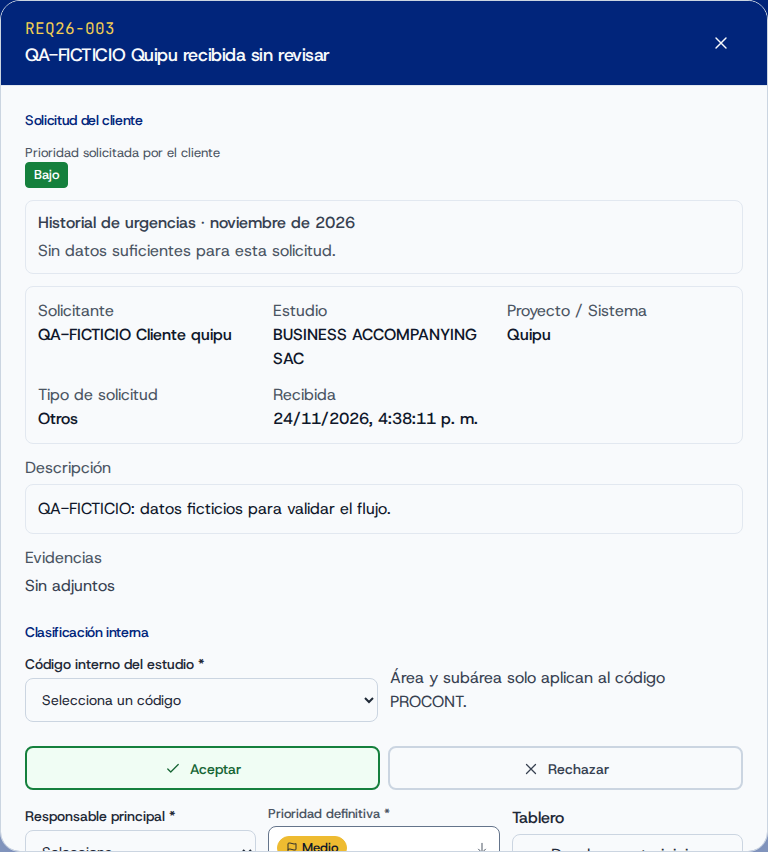 REQ26-003
QA-FICTICIO Quipu recibida sin revisar
Solicitud del cliente
Prioridad solicitada por el cliente
Bajo
Historial de urgencias · noviembre de 2026
Sin datos suficientes para esta solicitud.
Solicitante
QA-FICTICIO Cliente quipu
Estudio
BUSINESS ACCOMPANYING
SAC
Proyecto / Sistema
Quipu
Tipo de solicitud
Otros
Recibida
24/11/2026, 4:38:11 p. m.
Descripción
QA-FICTICIO: datos ficticios para validar el flujo.
Evidencias
Sin adjuntos
Clasificación interna
Código interno del estudio *
Selecciona un código
Área y subárea solo aplican al código
PROCONT.
Aceptar
Rechazar
Responsable principal *
Prioridad definitiva *
Medio
Tablero